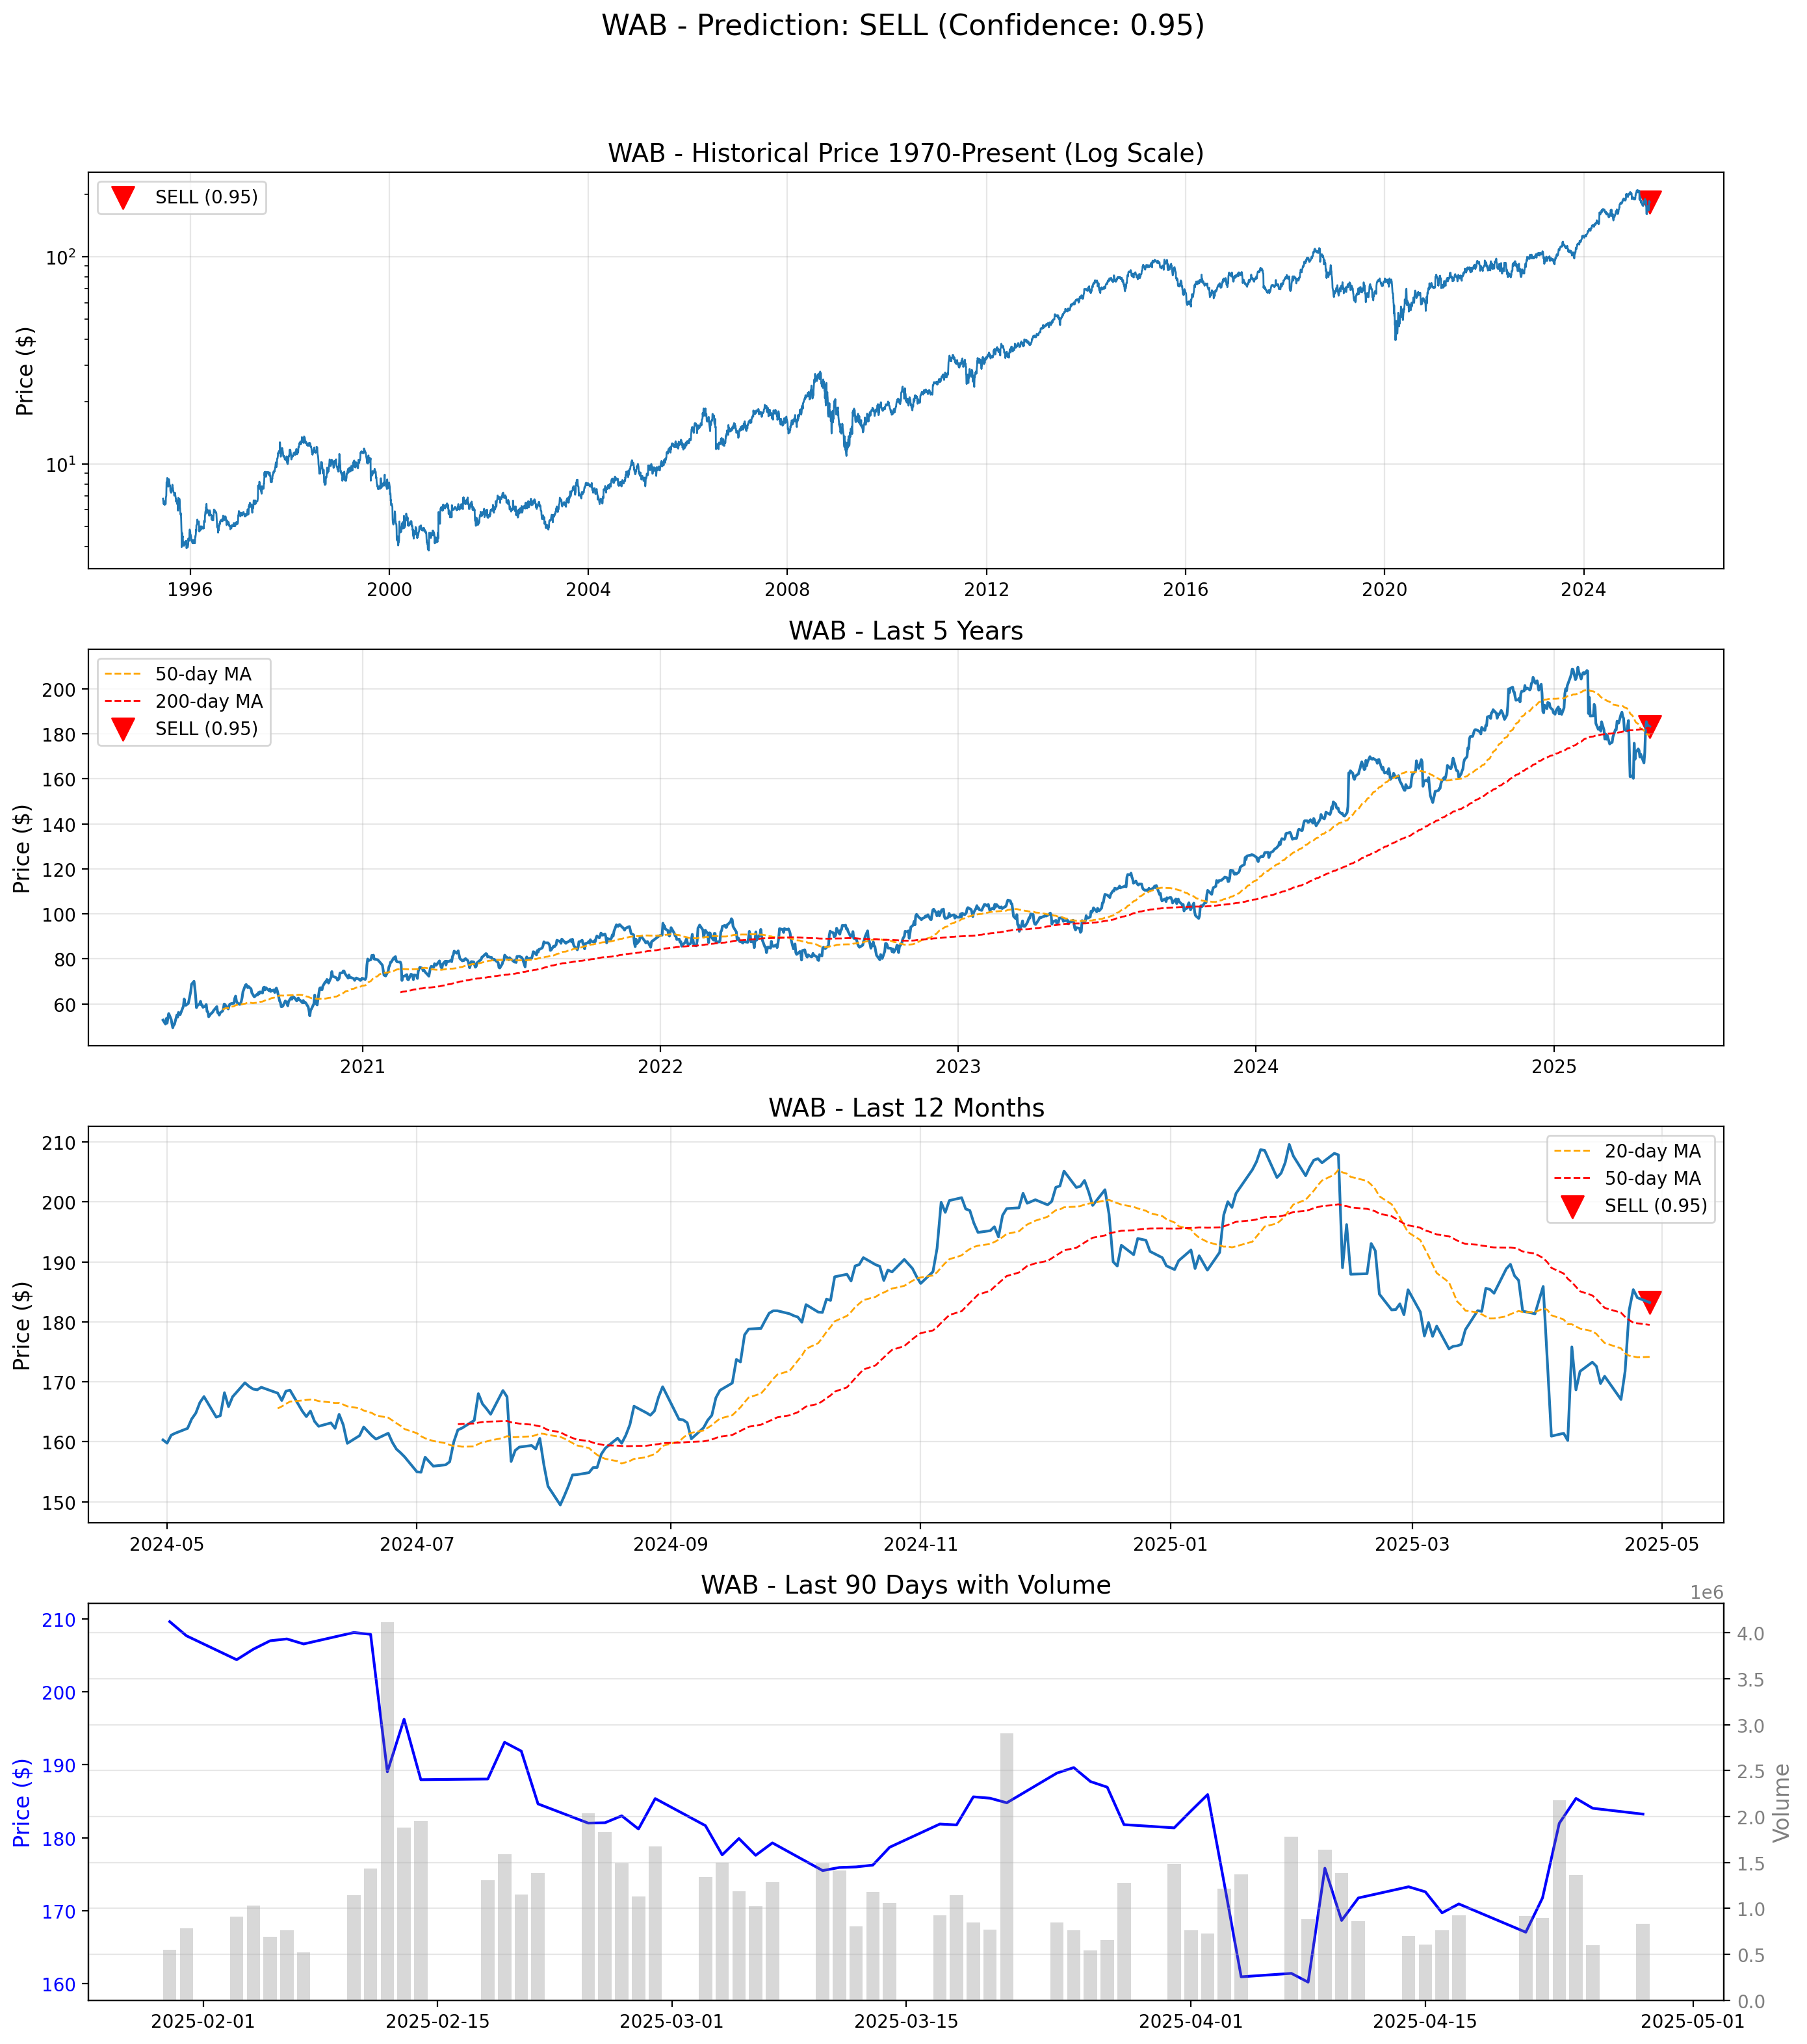 WAB - Prediction: SELL (Confidence: 0.95)
WAB - Historical Price 1970-Present (Log Scale)
SELL (0.95)
Price ($)
10²
10¹
1996 2000 2004 2008 2012 2016 2020 2024
WAB - Last 5 Years
50-day MA
200-day MA
SELL (0.95)
Price ($)
200
180
160
140
120
100
80
60
2021 2022 2023 2024 2025
WAB - Last 12 Months
20-day MA
50-day MA
SELL (0.95)
Price ($)
210
200
190
180
170
160
150
2024-05 2024-07 2024-09 2024-11 2025-01 2025-03 2025-05
WAB - Last 90 Days with Volume
1e6
Price ($)
210
200
190
180
170
160
4.0
3.5
3.0
2.5
2.0
1.5
1.0
0.5
0.0
Volume
2025-02-01 2025-02-15 2025-03-01 2025-03-15 2025-04-01 2025-04-15 2025-05-01